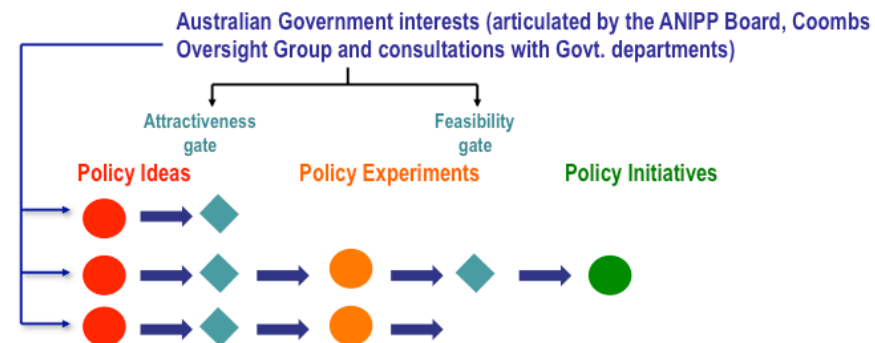 Australian Government interests (articulated by the ANIPP Board, Coombs
Oversight Group and consultations with Govt. departments)
Attractiveness
gate
Feasibility
gate
Policy Ideas
Policy Experiments
Policy Initiatives